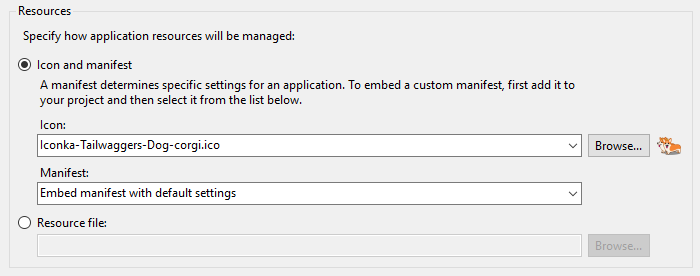 Resources
Specify how application resources will be managed:
Icon and manifest
A manifest determines specific settings for an application. To embed a custom manifest, first add it to
your project and then select it from the list below.
Icon:
Iconka-Tailwaggers-Dog-corgi.ico
Browse...
Manifest:
Embed manifest with default settings
Resource file:
Browse...